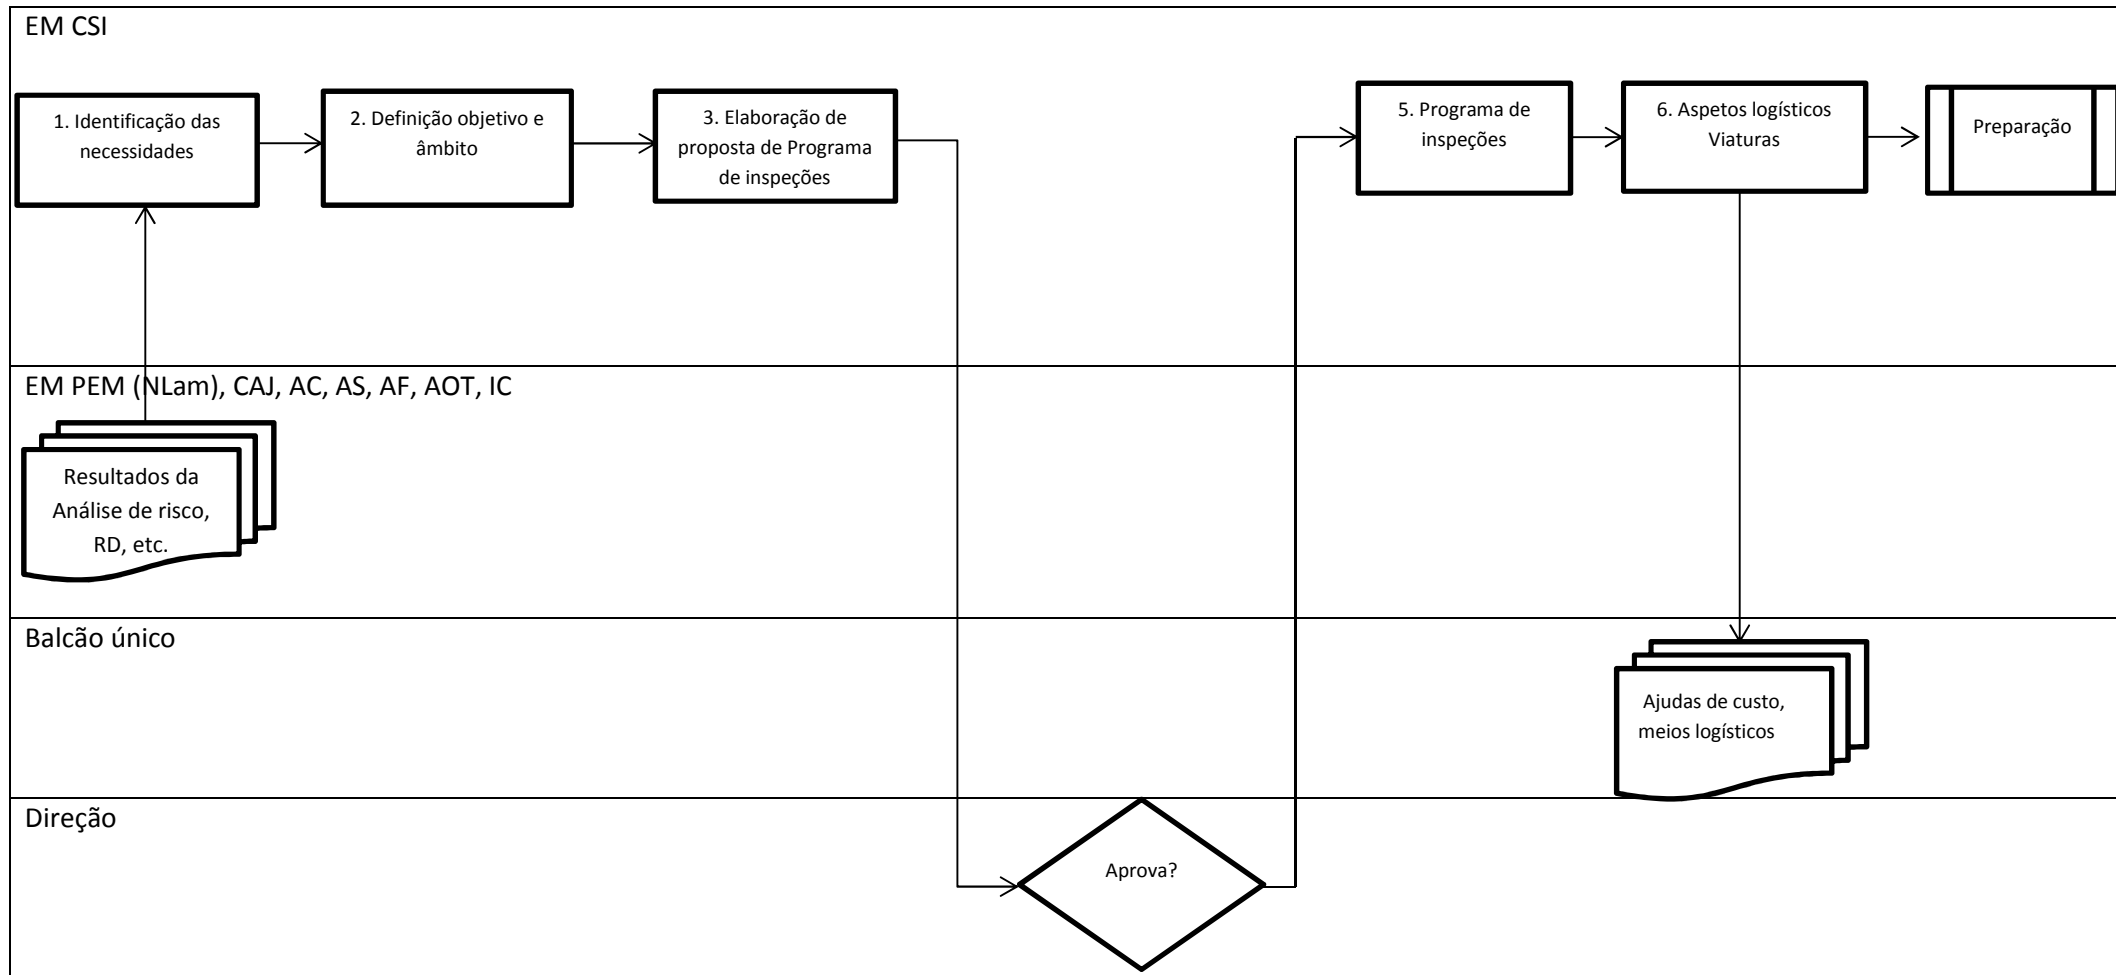 EM CSI
1. Identificação das
necessidades
2. Definição objetivo e
âmbito
3. Elaboração de
proposta de Programa
de inspeções
5. Programa de
inspeções
6. Aspetos logísticos
Viaturas
Preparação
EM PEM (NLam), CAJ, AC, AS, AF, AOT, IC
Resultados da
Análise de risco,
RD, etc.
Balcão único
Ajudas de custo,
meios logísticos
Direção
Aprova?